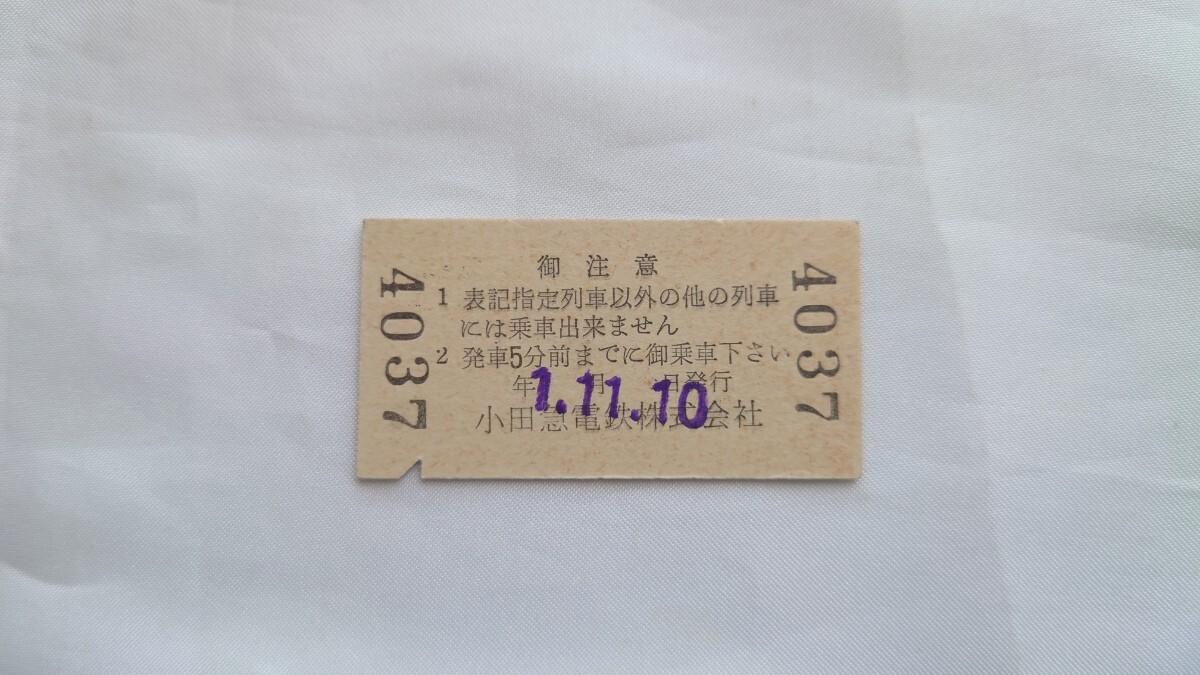 御注意
1 表記指定列車以外の他の列車
には乗車出来ません
2 発車5分前までに御乗車下さい
年 月 日発行
1.11.10
小田急電鉄株式会社
4037
4037